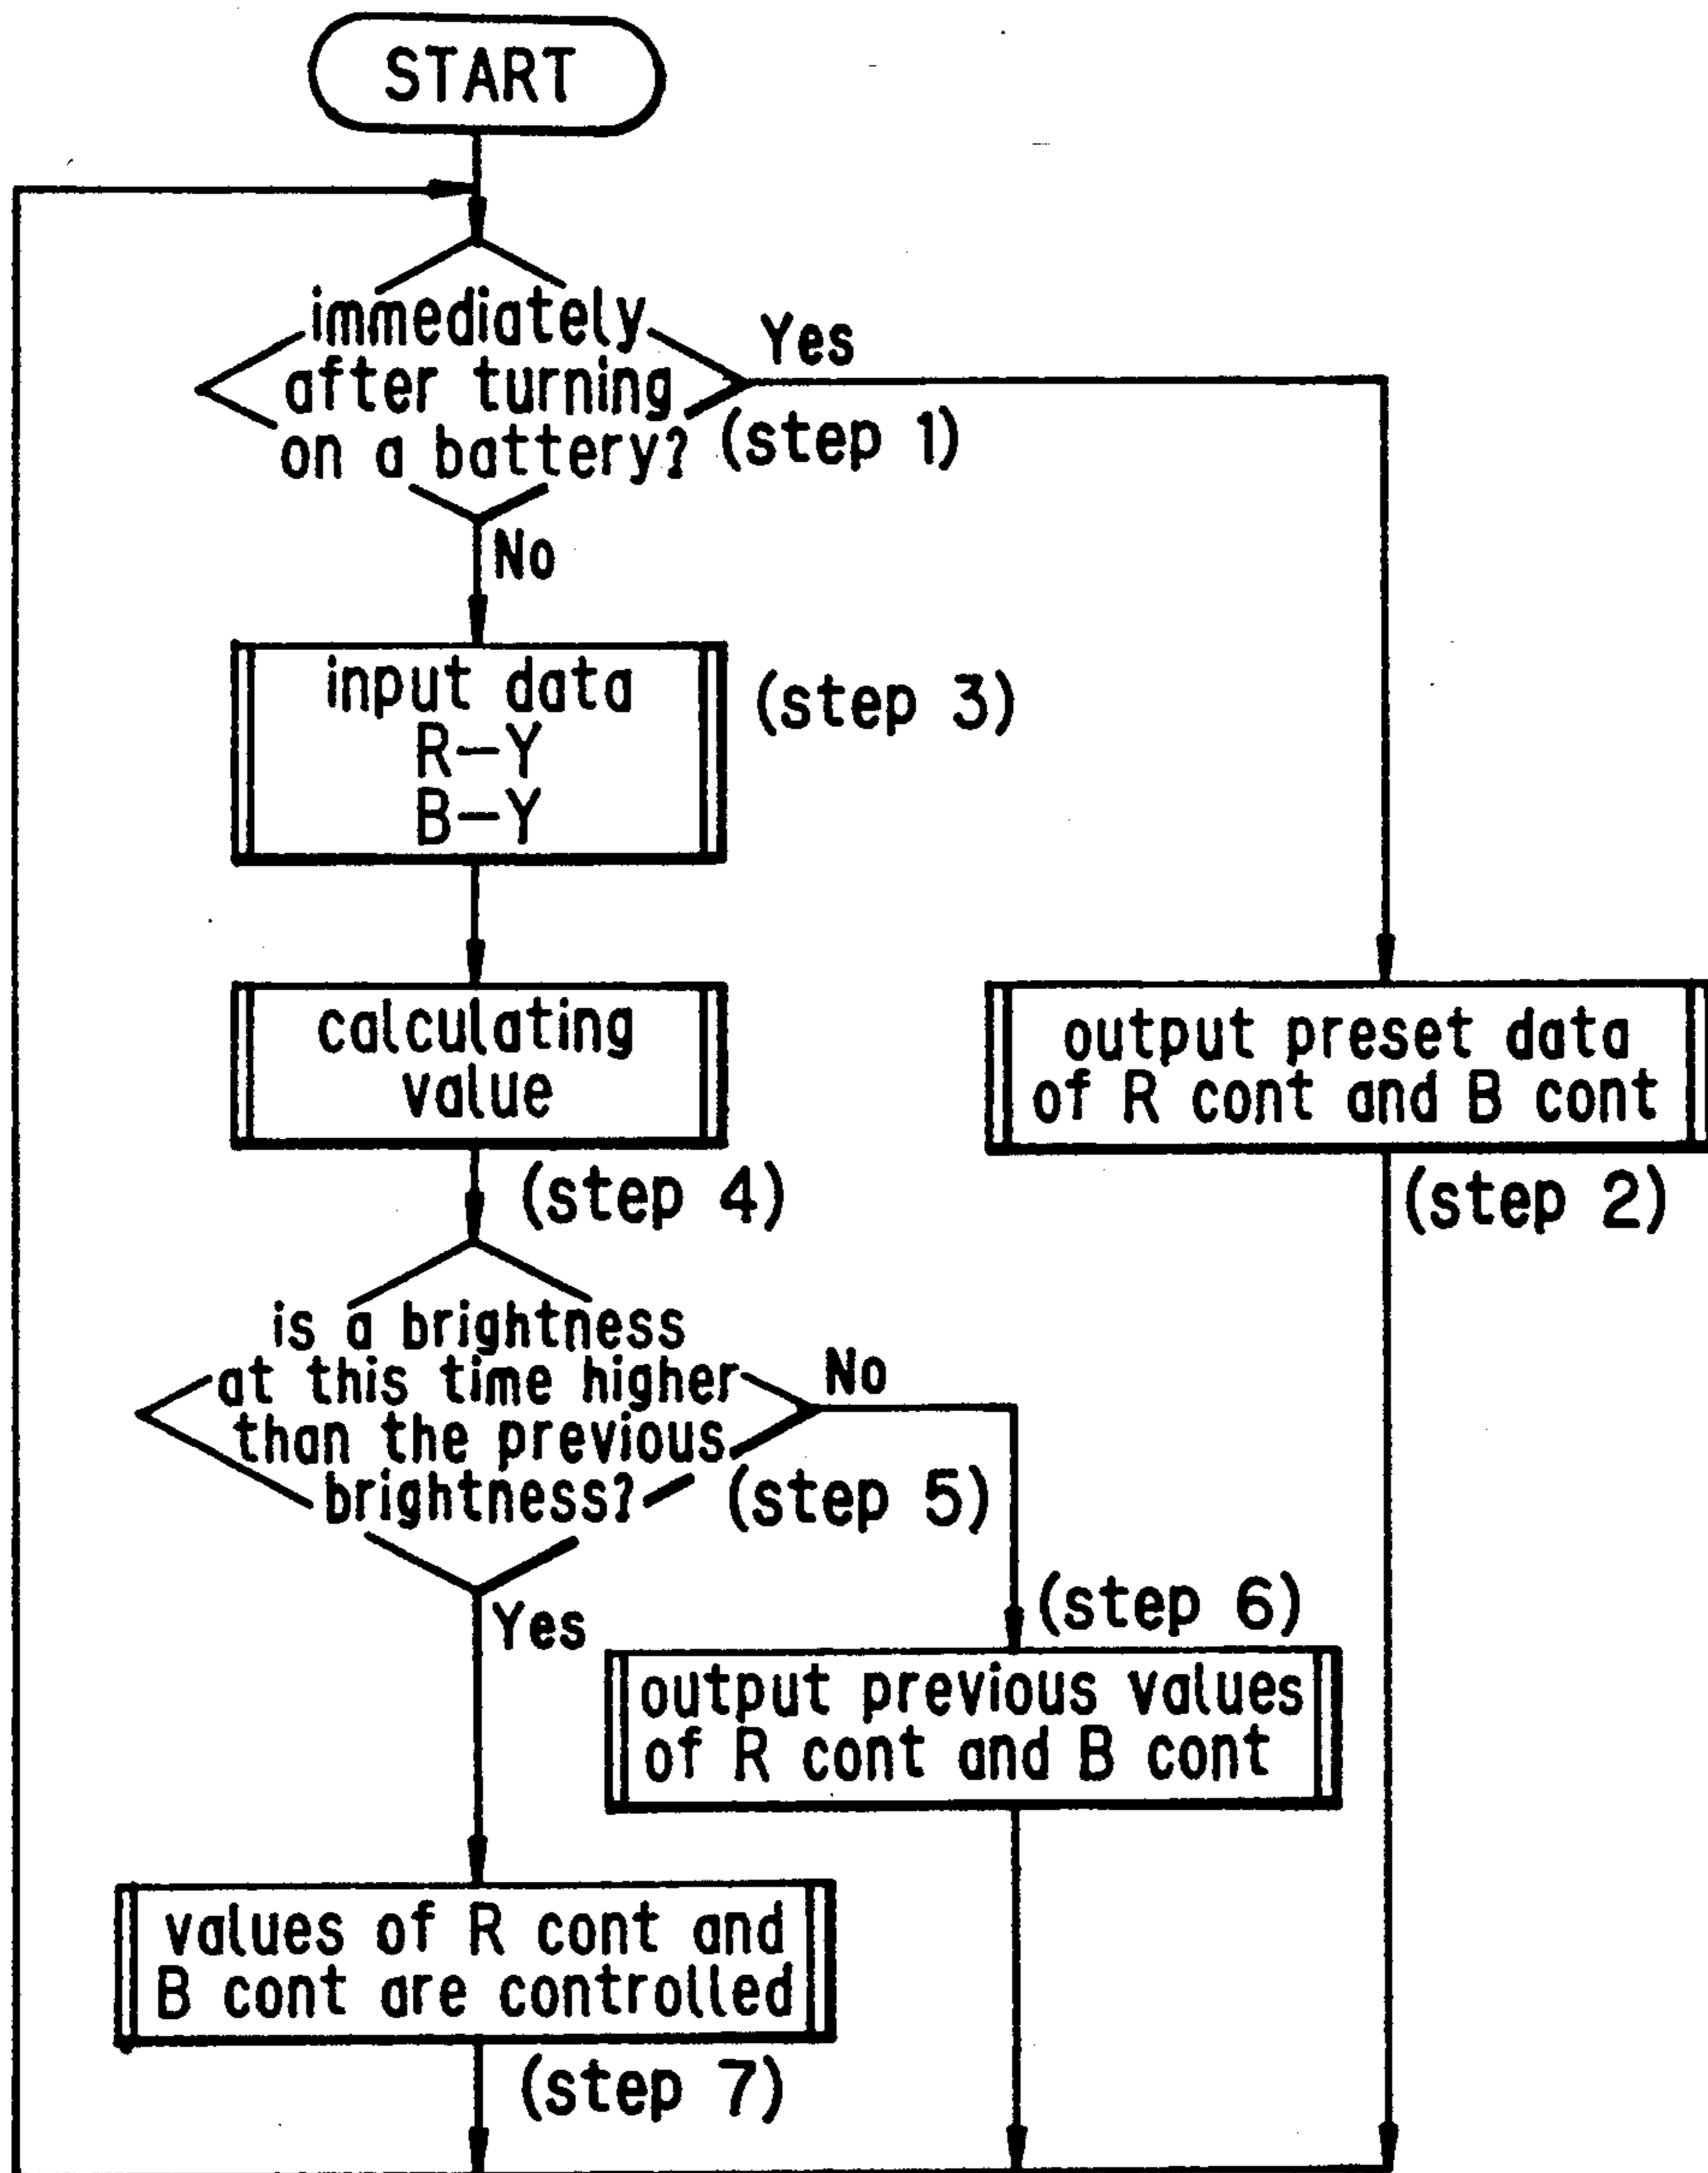 START
immediately
after turning
on a battery?
Yes
(step 1)
No
input data
R-Y
B-Y
(step 3)
calculating
value
(step 4)
output preset data
of R cont and B cont
(step 2)
is a brightness
at this time higher
than the previous
brightness?
No
(step 5)
Yes
(step 6)
output previous values
of R cont and B cont
values of R cont and
B cont are controlled
(step 7)